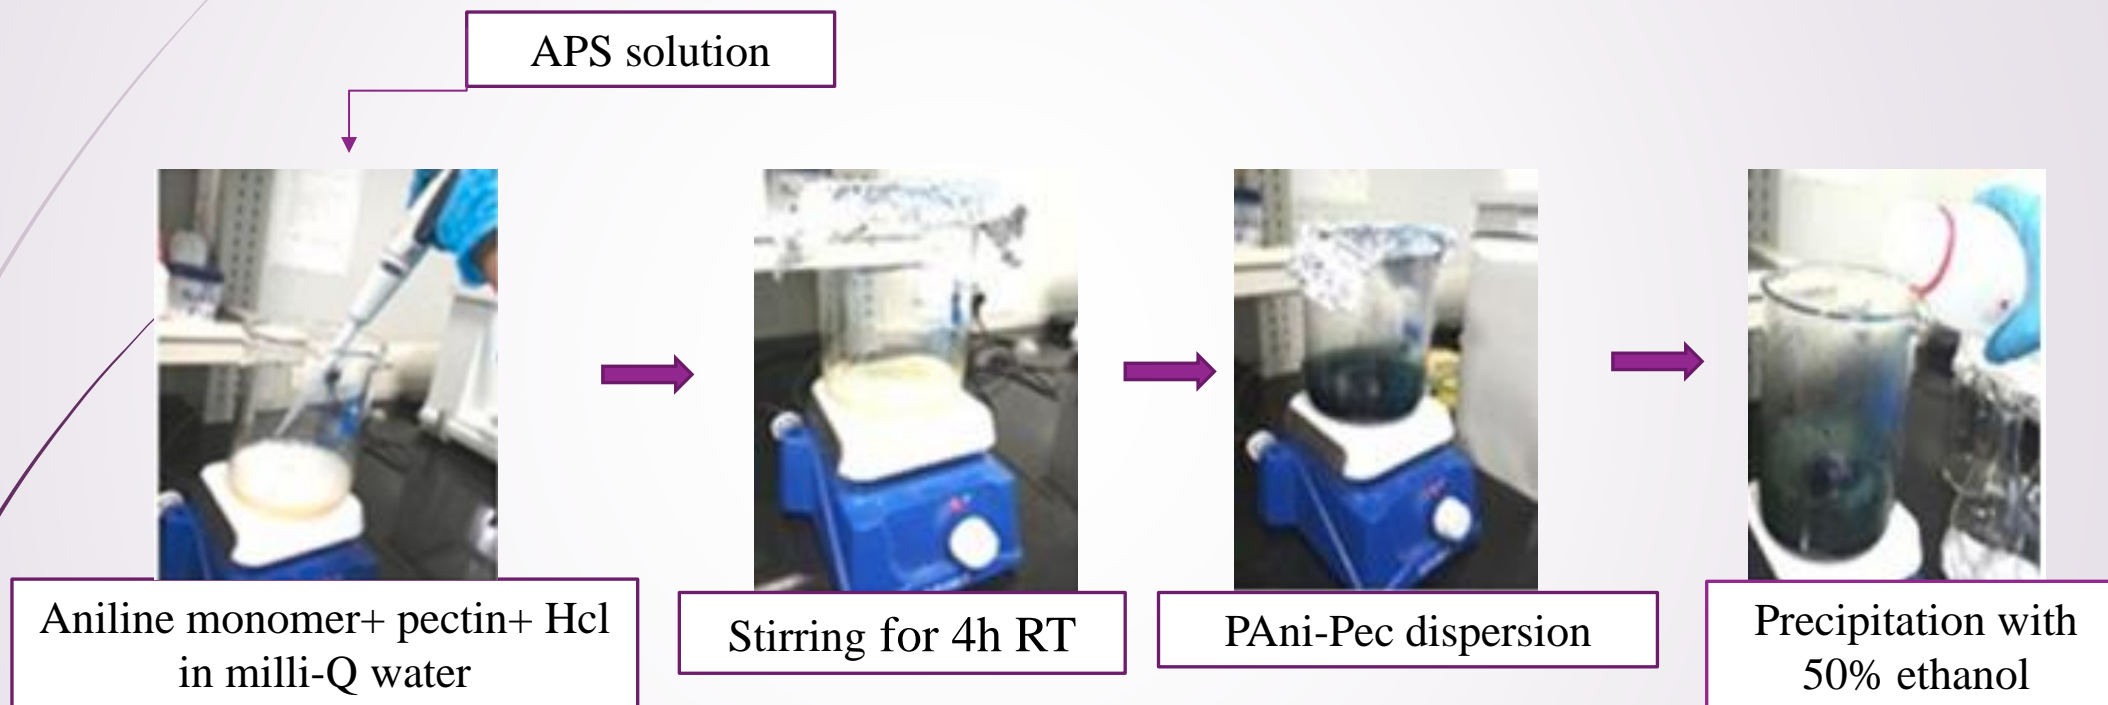 APS solution
Aniline monomer+ pectin+ Hcl
in milli-Q water
Stirring for 4h RT
PAni-Pec dispersion
Precipitation with
50% ethanol